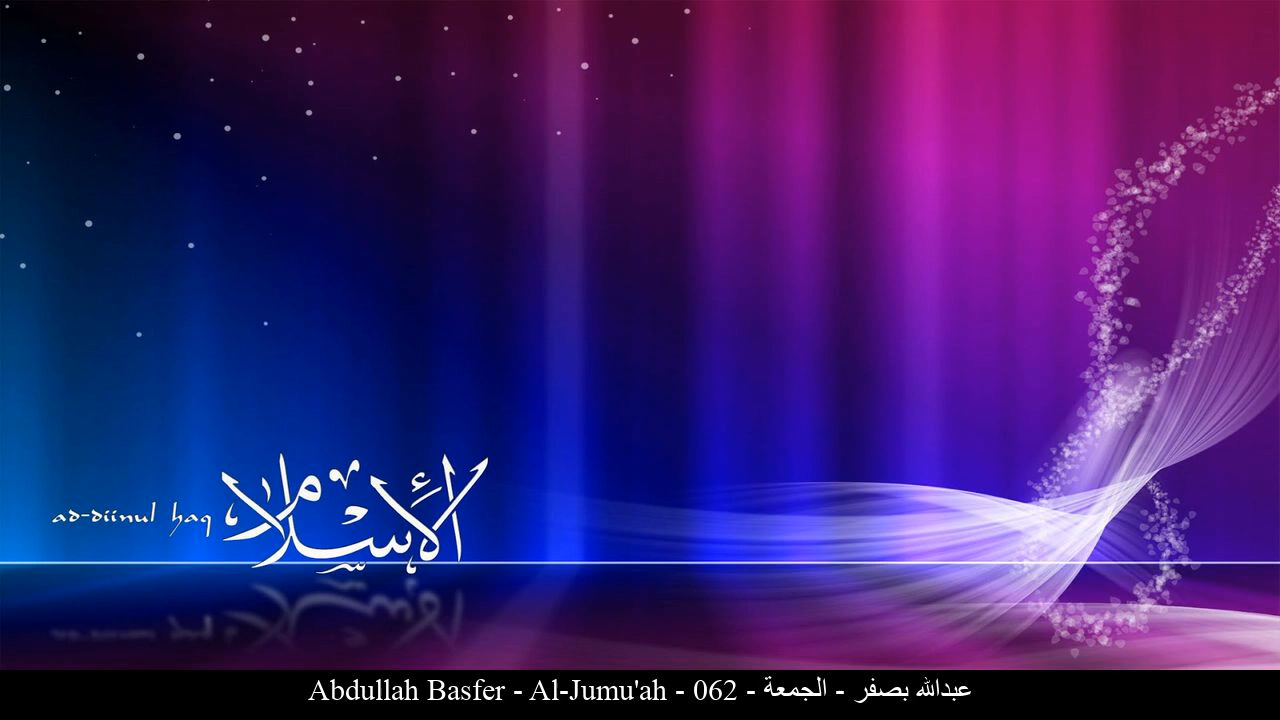 ad-diinul haq الإسلام
Abdullah Basfer - Al-Jumu'ah - 062 - عبدالله بصفر - الجمعة